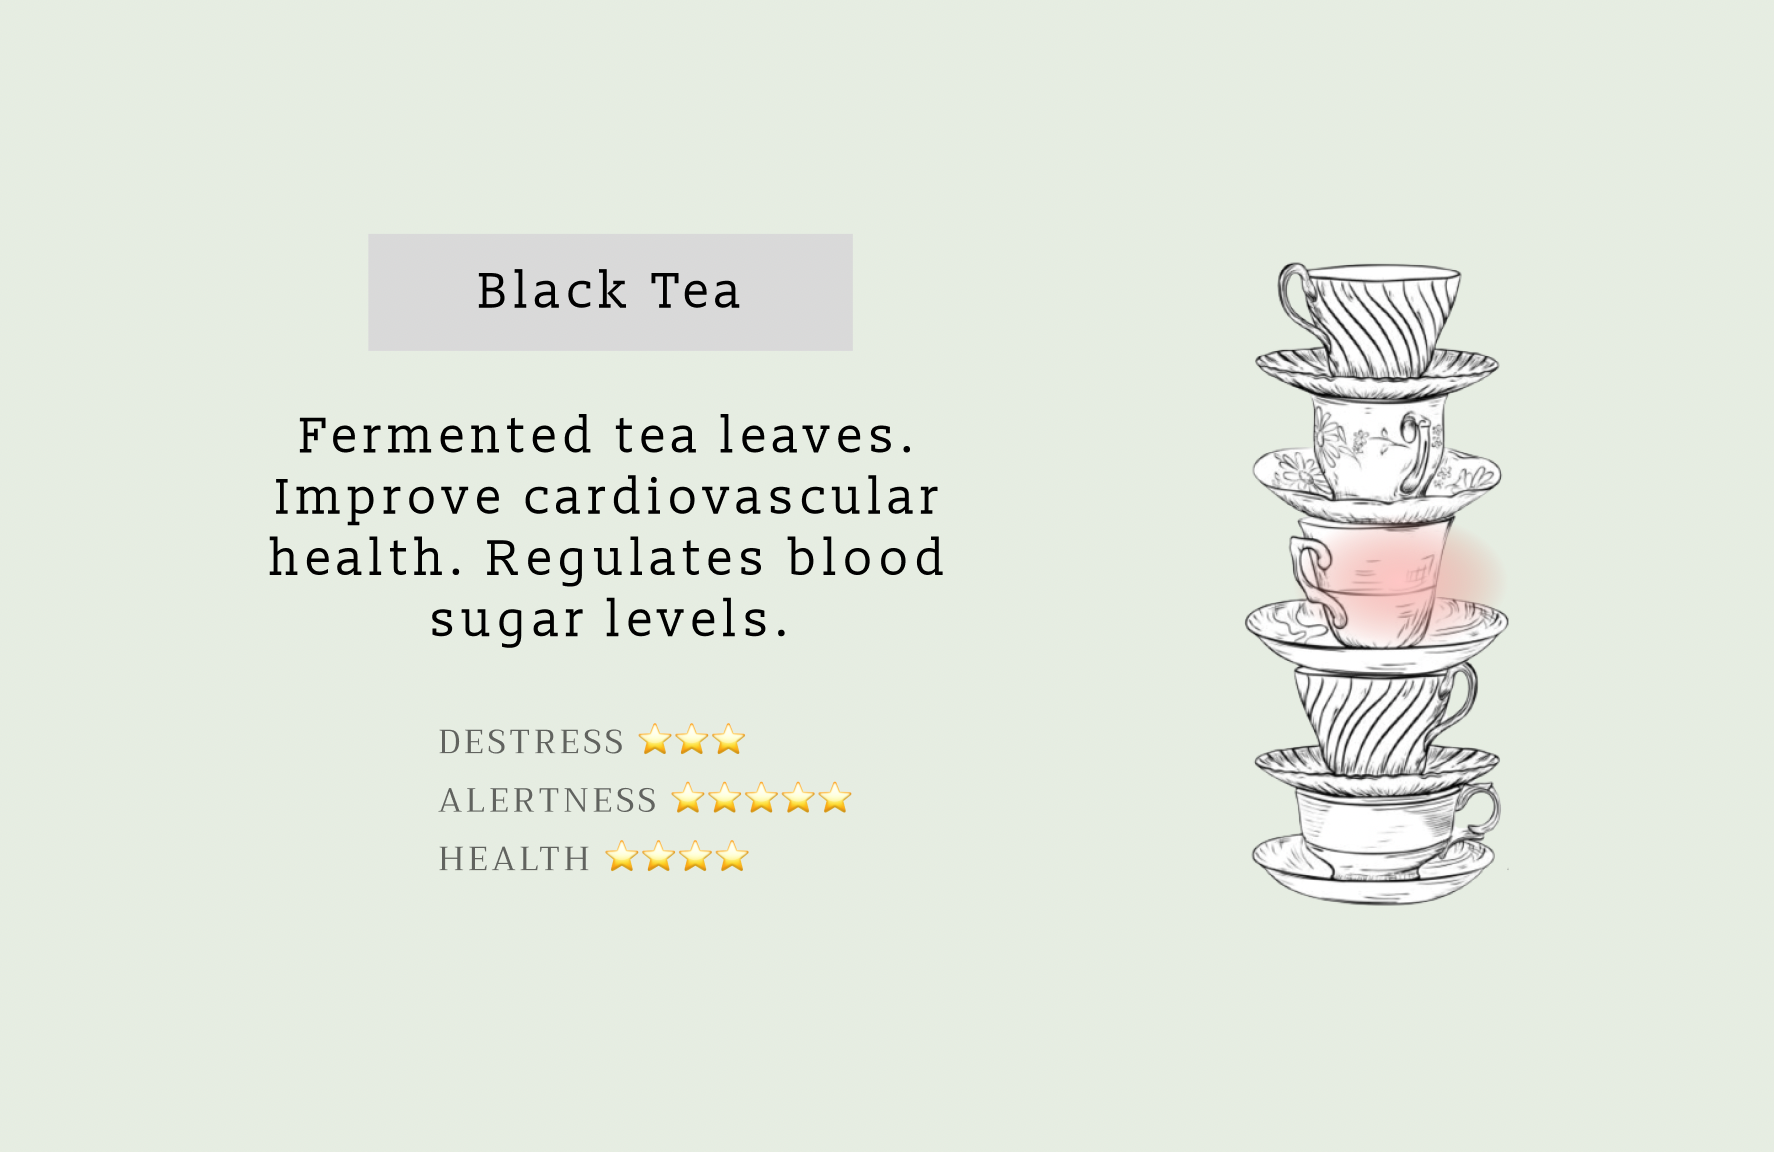 Black Tea
Fermented tea leaves.
Improve cardiovascular
health. Regulates blood
sugar levels.
DESTRESS ⭐⭐⭐
ALERTNESS ⭐⭐⭐⭐⭐
HEALTH ⭐⭐⭐⭐